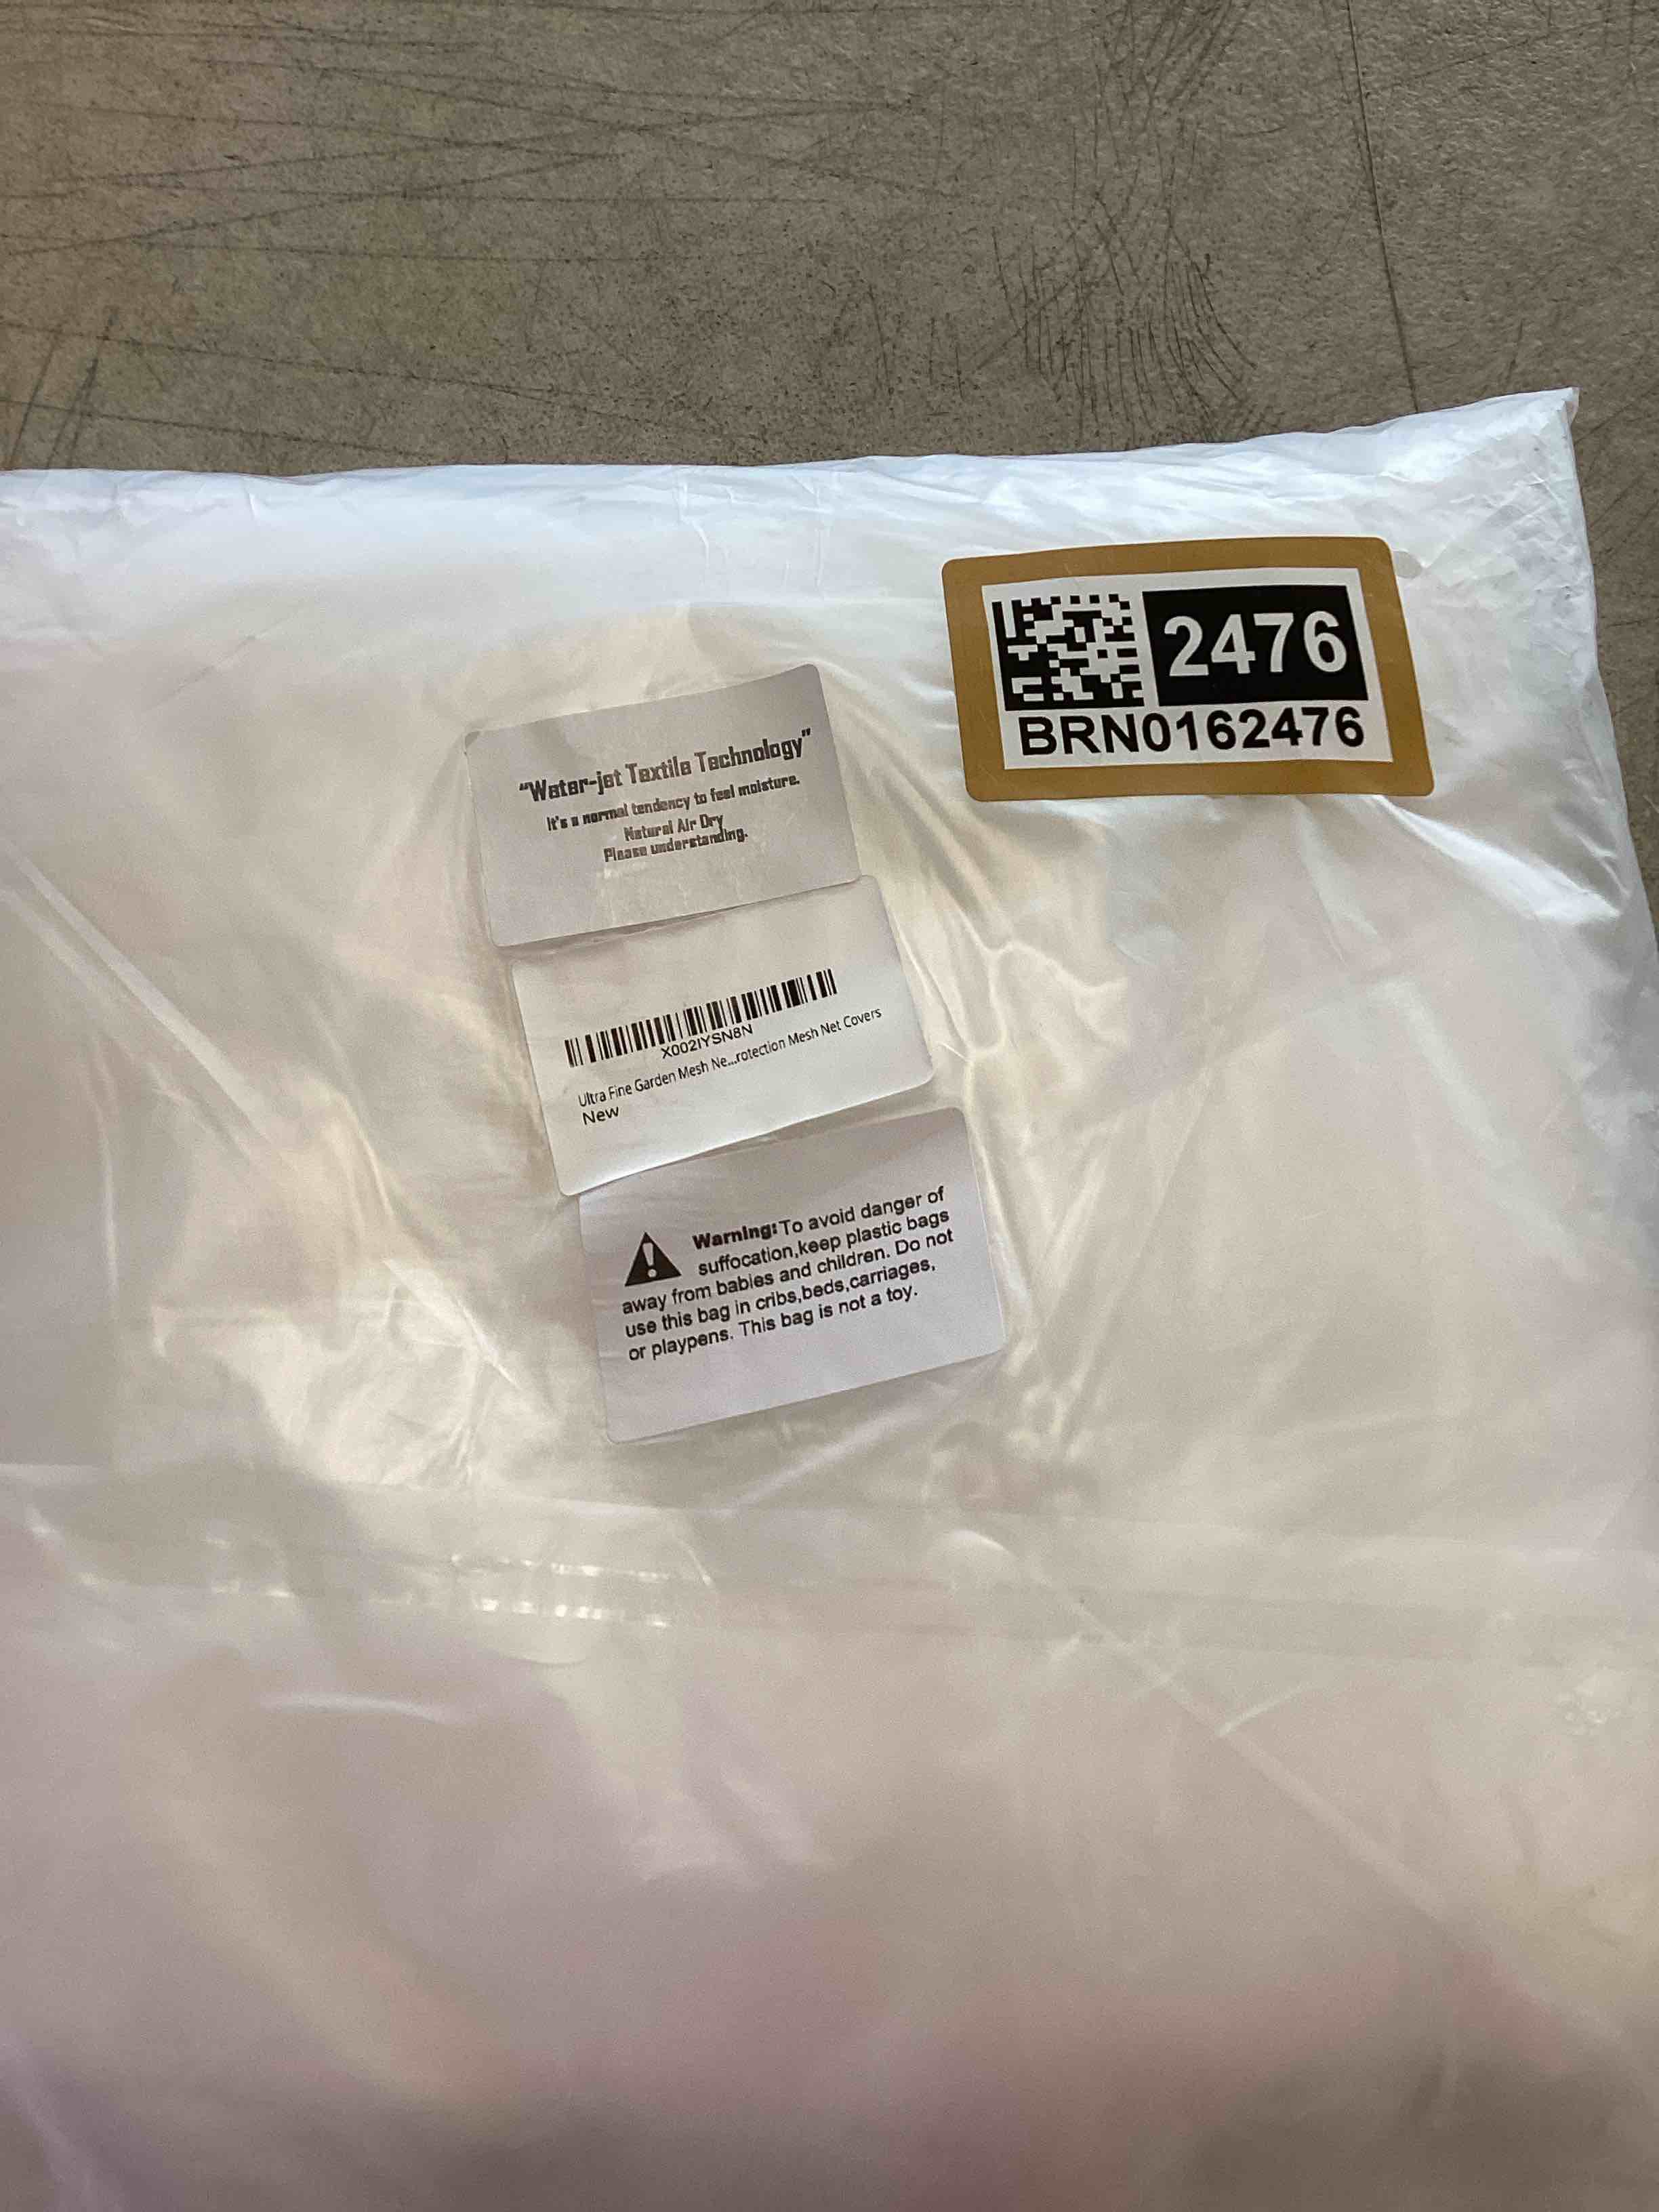 2476
BRN0162476
“Water-jet Textile Technology”
It's a normal tendency to feel moisture.
Natural Air Dry
Please understanding.
X002IYSN8N
Ultra Fine Garden Mesh Ne...rotection Mesh Net Covers
New
Warning: To avoid danger of
suffocation,keep plastic bags
away from babies and children. Do not
use this bag in cribs,beds,carriages,
or playpens. This bag is not a toy.